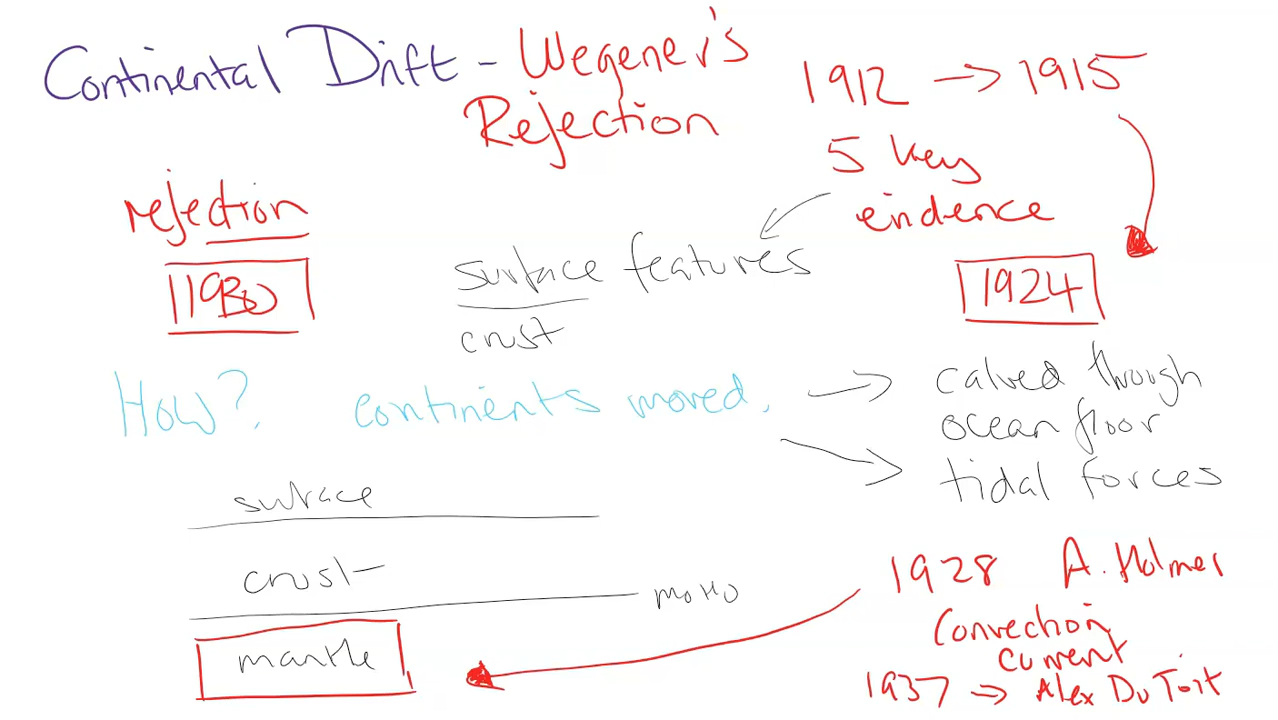 Continental Drift - Wegener's
Rejection
1912 → 1915
5 key
evidence
rejection
1930
surface features
crust
1924
How? continents moved.
calved though
ocean floor
tidal forces
surface
crust
MOHO
mantle
1928 A. Holmes
Convection
current
1937 → Alex Du Toit